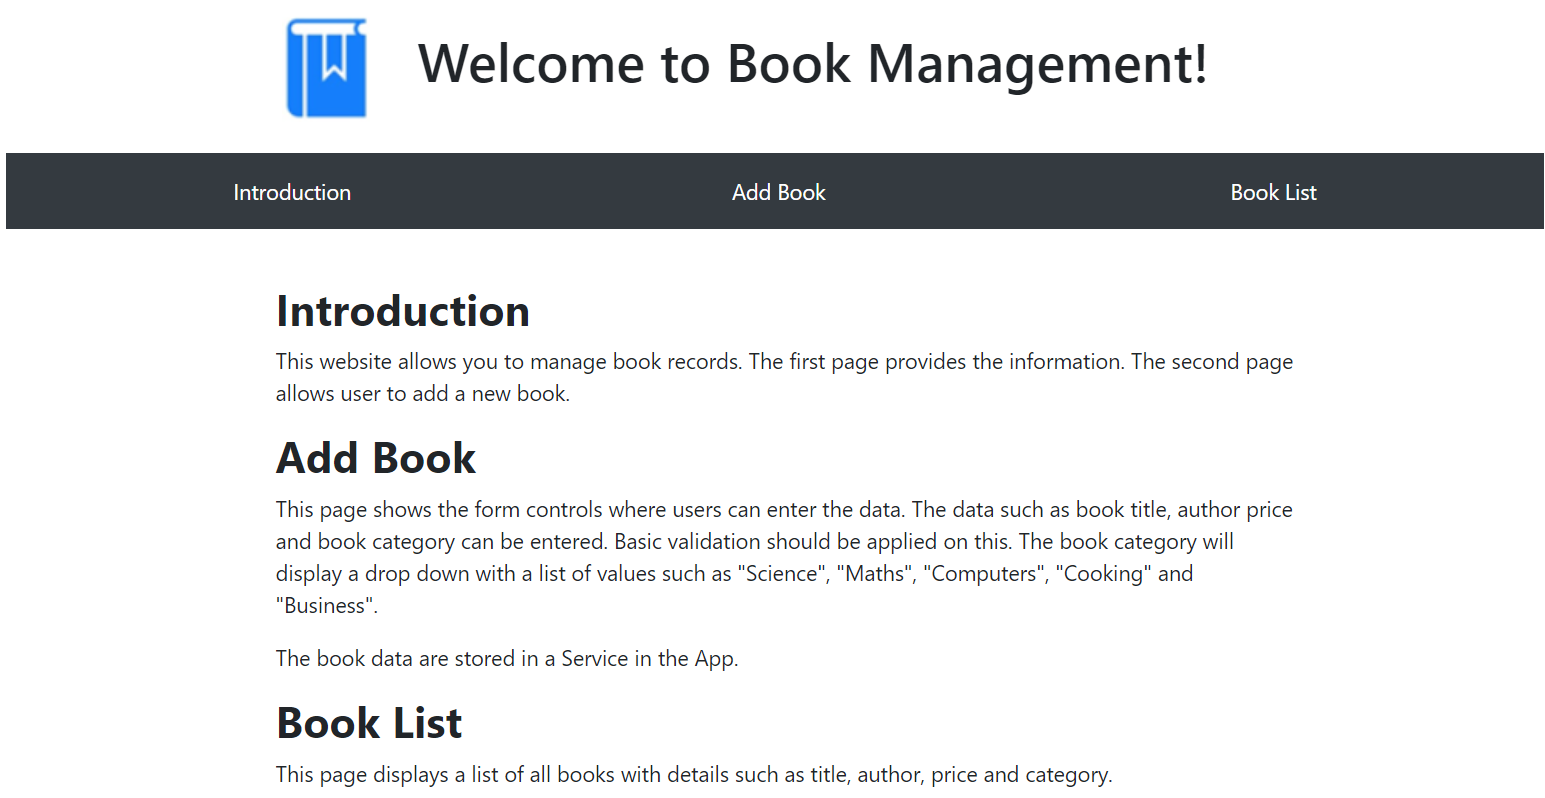 Welcome to Book Management!
Introduction
Add Book
Book List
Introduction
This website allows you to manage book records. The first page provides the information. The second page
allows user to add a new book.
Add Book
This page shows the form controls where users can enter the data. The data such as book title, author price
and book category can be entered. Basic validation should be applied on this. The book category will
display a drop down with a list of values such as "Science", "Maths", "Computers", "Cooking" and
"Business".
The book data are stored in a Service in the App.
Book List
This page displays a list of all books with details such as title, author, price and category.